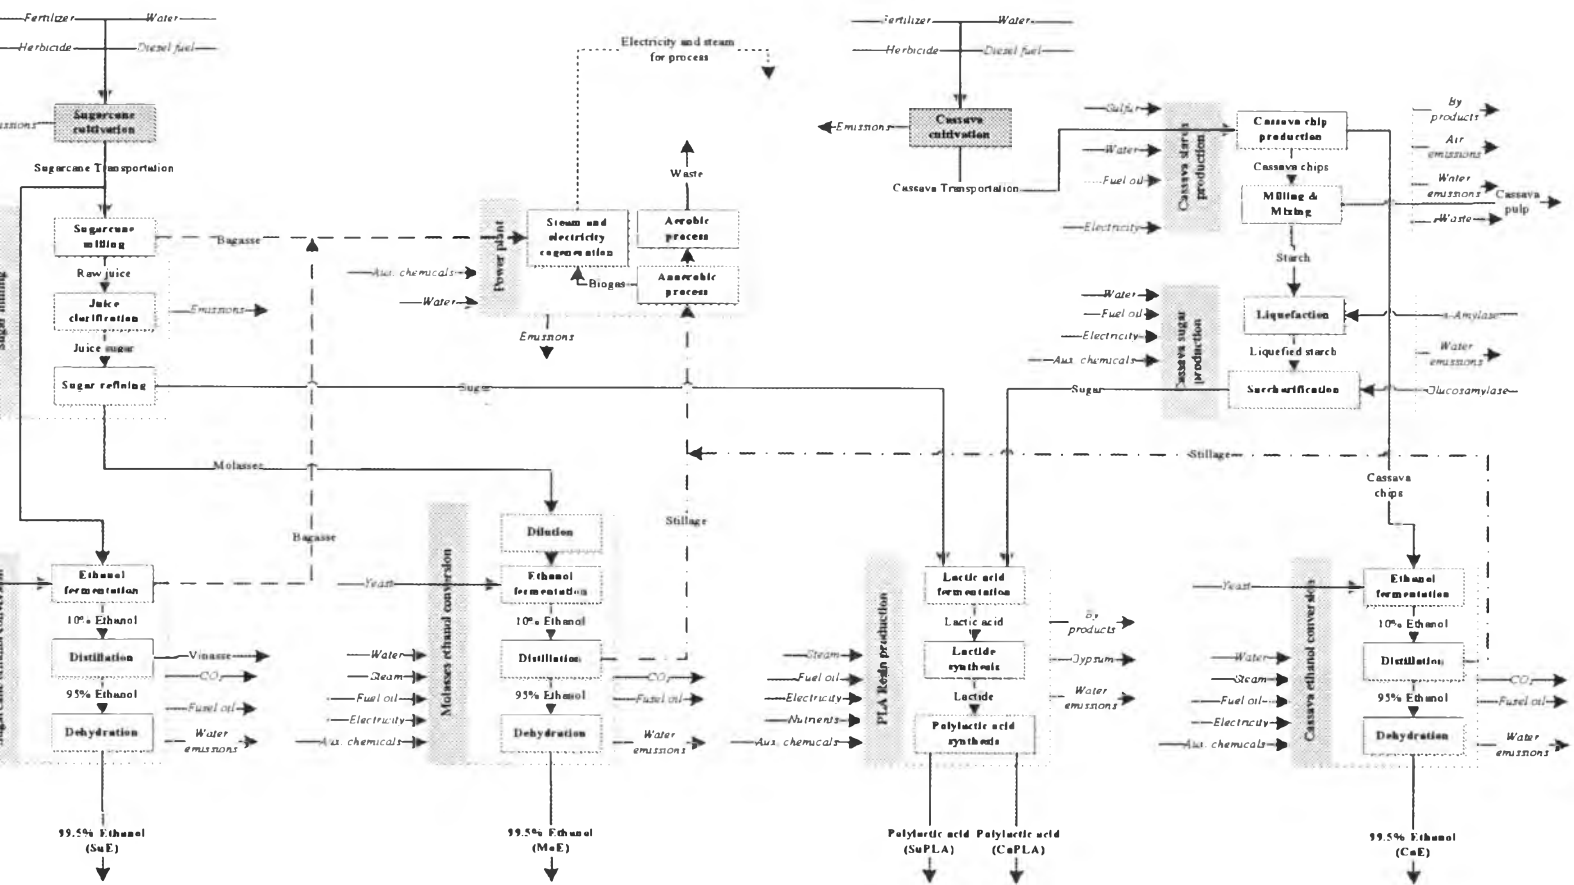 Fertilizer
Water
Herbicide
Diesel fuel
Sugarcane
cultivation
Sugarcane Transportation
Sugarcane
milling
Raw juice
Juice
clarification
Emissions
Juice sugar
Sugar refining
Bagasse
Sugar
Molasses
Bagasse
Ethanol
fermentation
10% Ethanol
Distillation
Vinasse
CO2
95% Ethanol
Fusel oil
Dehydration
Water
emissions
99.5% Ethanol
(SuE)
Electricity and steam
for process
Waste
Power plant
Steam and
electricity
cogeneration
Aerobic
process
Aux. chemicals
Biogas
Anaerobic
process
Water
Emissions
Stillage
Molasses ethanol conversion
Dilution
Yeast
Ethanol
fermentation
10% Ethanol
Water
Steam
Fuel oil
Electricity
Aux. chemicals
Distillation
CO2
95% Ethanol
Fusel oil
Dehydration
Water
emissions
99.5% Ethanol
(MoE)
Fertilizer
Water
Herbicide
Diesel fuel
Emissions
Cassava
cultivation
Cassava Transportation
Sulfur
Water
Fuel oil
Electricity
Cassava starch
production
Cassava chip
production
Cassava chips
Milling &
Mixing
Starch
By
products
Air
emissions
Water
emissions
Waste
Cassava
pulp
Water
Fuel oil
Electricity
Aux. chemicals
Cassava sugar
production
Liquefaction
α-Amylase
Liquefied starch
Water
emissions
Saccharification
Glucosamylase
Sugar
Stillage
Cassava
chips
PLA Resin production
Lactic acid
fermentation
Lactic acid
By
products
Steam
Fuel oil
Electricity
Nutrients
Aux. chemicals
Lactide
synthesis
Gypsum
Lactide
Water
emissions
Polylactic acid
synthesis
Polylactic acid
(SuPLA)
Polylactic acid
(CaPLA)
Cassava ethanol conversion
Yeast
Ethanol
fermentation
10% Ethanol
Water
Steam
Fuel oil
Electricity
Aux. chemicals
Distillation
CO2
95% Ethanol
Fusel oil
Dehydration
Water
emissions
99.5% Ethanol
(CaE)